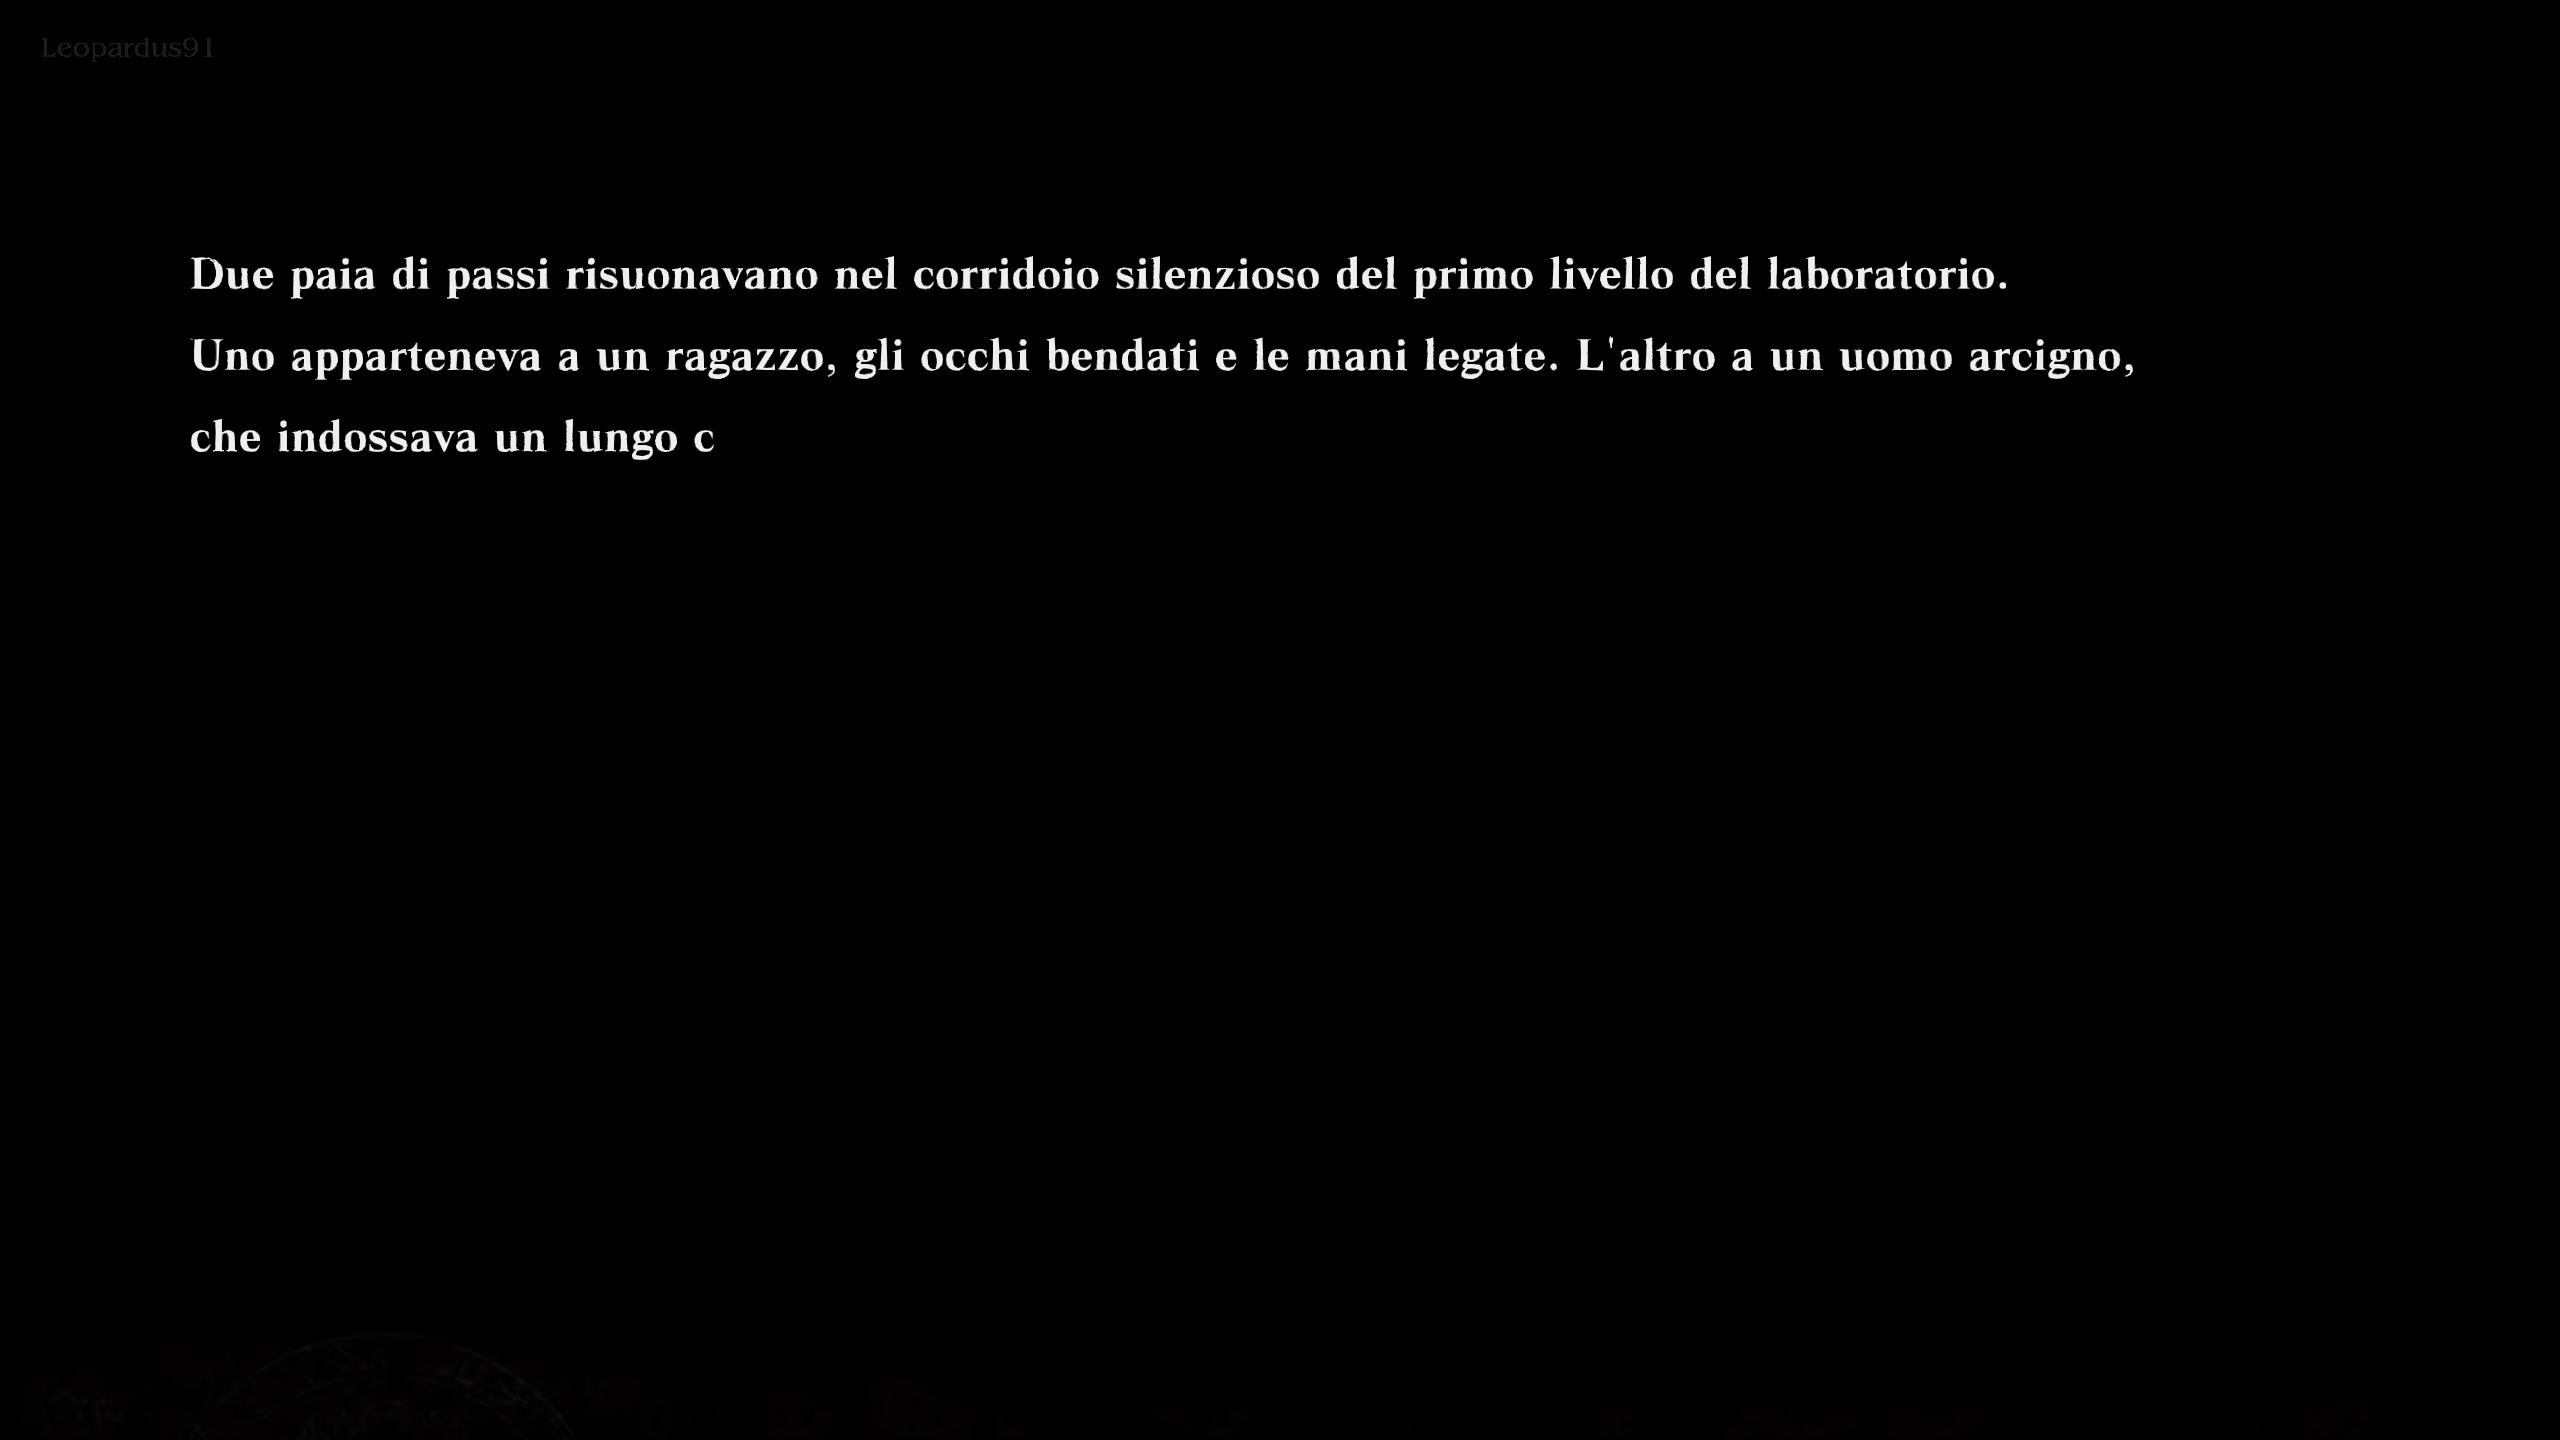 Leopardus91
Due paia di passi risuonavano nel corridoio silenzioso del primo livello del laboratorio.
Uno apparteneva a un ragazzo, gli occhi bendati e le mani legate. L'altro a un uomo arcigno,
che indossava un lungo c